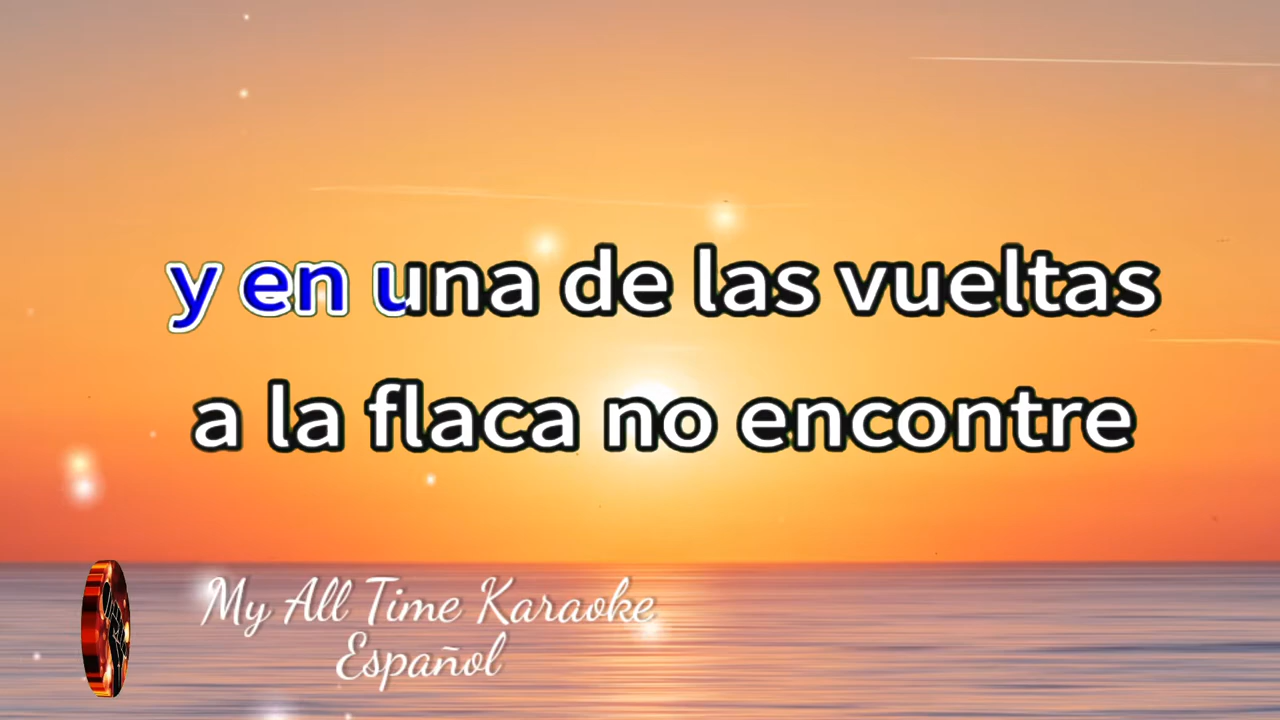 y en una de las vueltas
a la flaca no encontre
My All Time Karaoke
Español